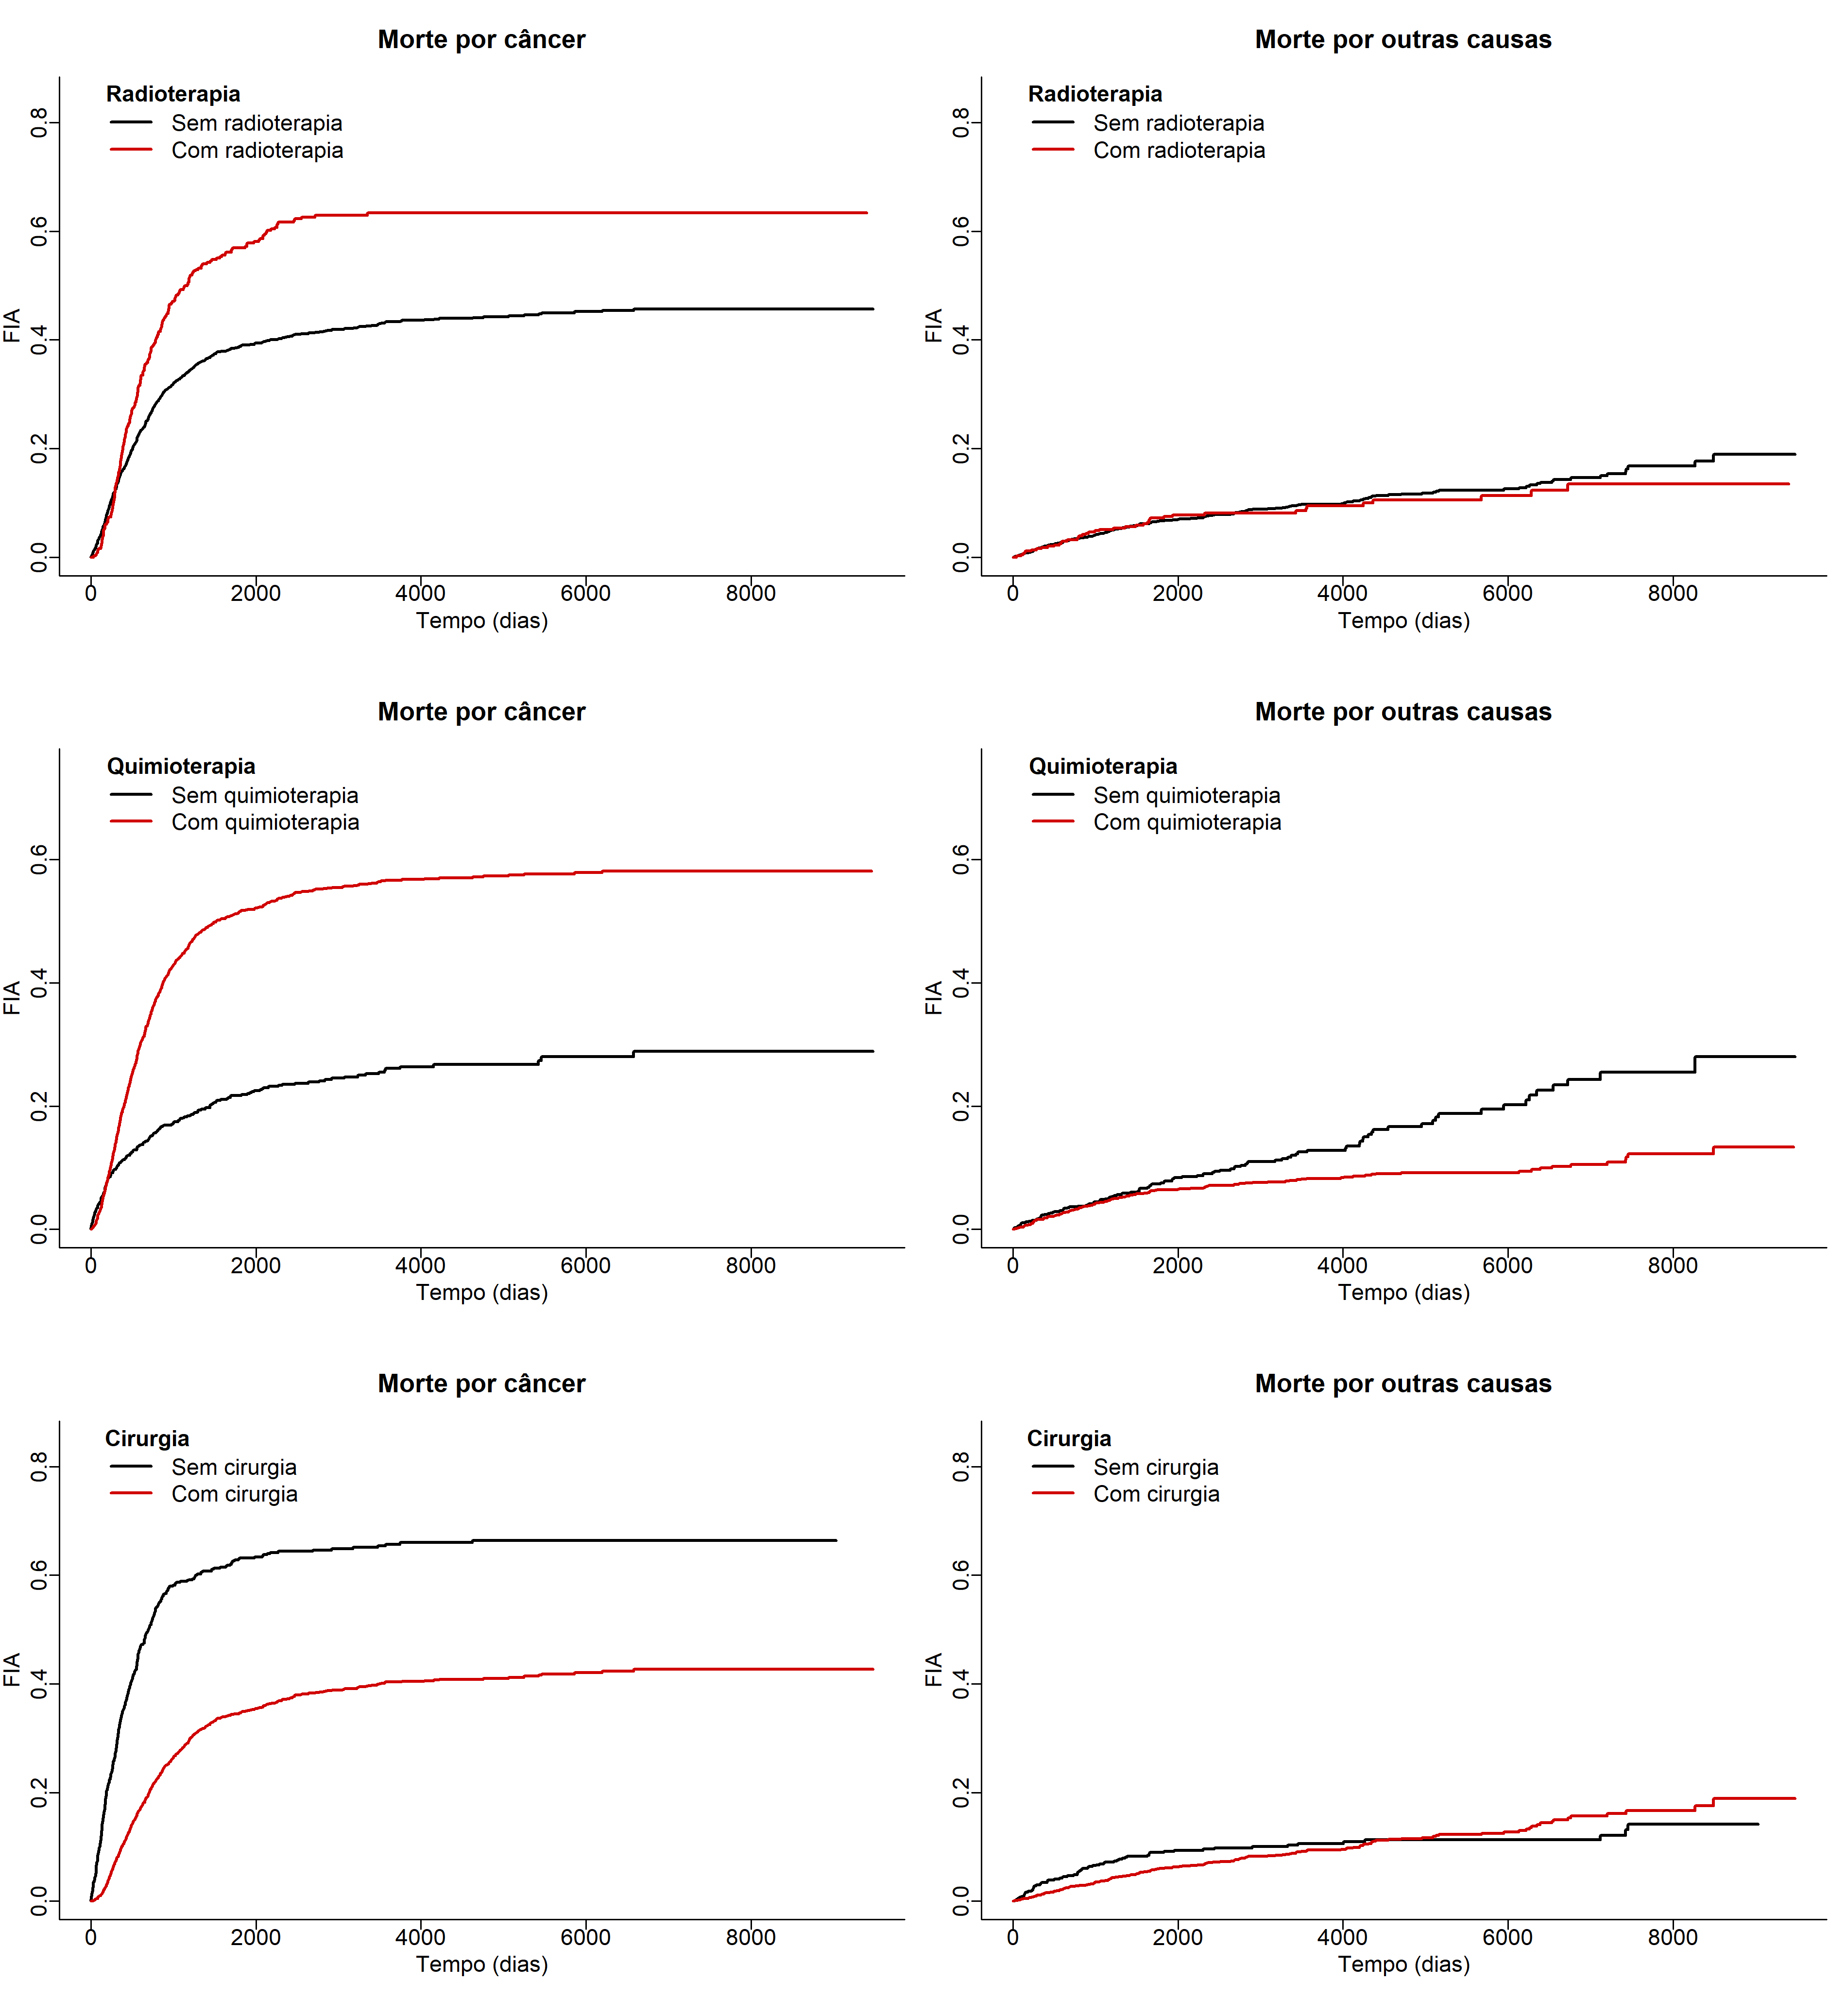 Morte por câncer
Radioterapia
Sem radioterapia
Com radioterapia
FIA
0.0
0.2
0.4
0.6
0.8
0 2000 4000 6000 8000
Tempo (dias)
Morte por outras causas
Radioterapia
Sem radioterapia
Com radioterapia
FIA
0.0
0.2
0.4
0.6
0.8
0 2000 4000 6000 8000
Tempo (dias)
Morte por câncer
Quimioterapia
Sem quimioterapia
Com quimioterapia
FIA
0.0
0.2
0.4
0.6
0 2000 4000 6000 8000
Tempo (dias)
Morte por outras causas
Quimioterapia
Sem quimioterapia
Com quimioterapia
FIA
0.0
0.2
0.4
0.6
0 2000 4000 6000 8000
Tempo (dias)
Morte por câncer
Cirurgia
Sem cirurgia
Com cirurgia
FIA
0.0
0.2
0.4
0.6
0.8
0 2000 4000 6000 8000
Tempo (dias)
Morte por outras causas
Cirurgia
Sem cirurgia
Com cirurgia
FIA
0.0
0.2
0.4
0.6
0.8
0 2000 4000 6000 8000
Tempo (dias)